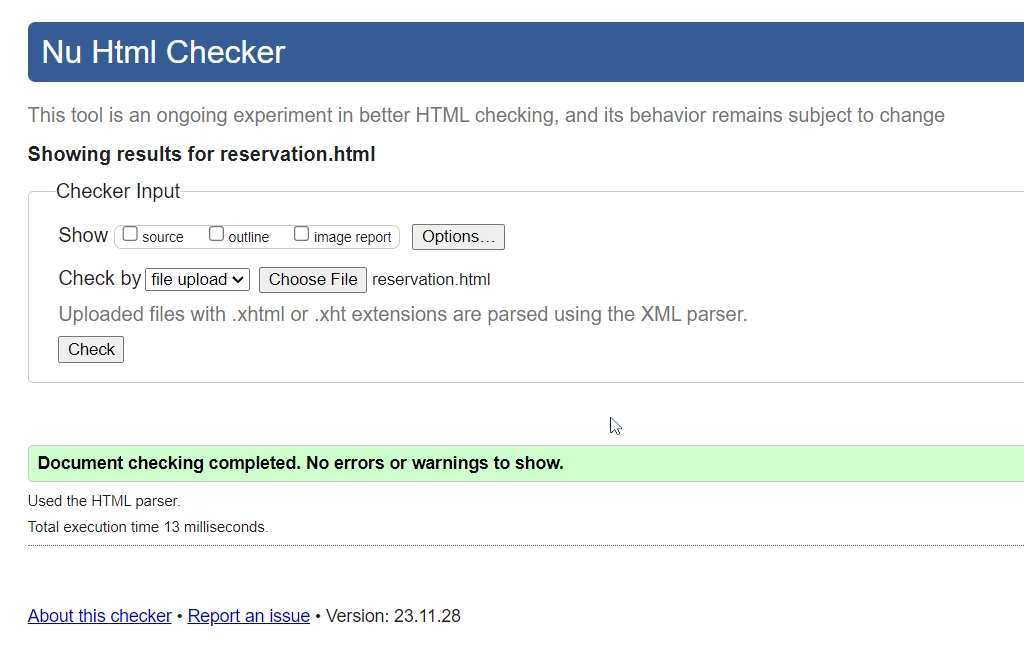 Nu Html Checker
This tool is an ongoing experiment in better HTML checking, and its behavior remains subject to change
Showing results for reservation.html
Checker Input
Show source outline image report Options...
Check by file upload Choose File reservation.html
Uploaded files with .xhtml or .xht extensions are parsed using the XML parser.
Check
Document checking completed. No errors or warnings to show.
Used the HTML parser.
Total execution time 13 milliseconds.
About this checker • Report an issue • Version: 23.11.28